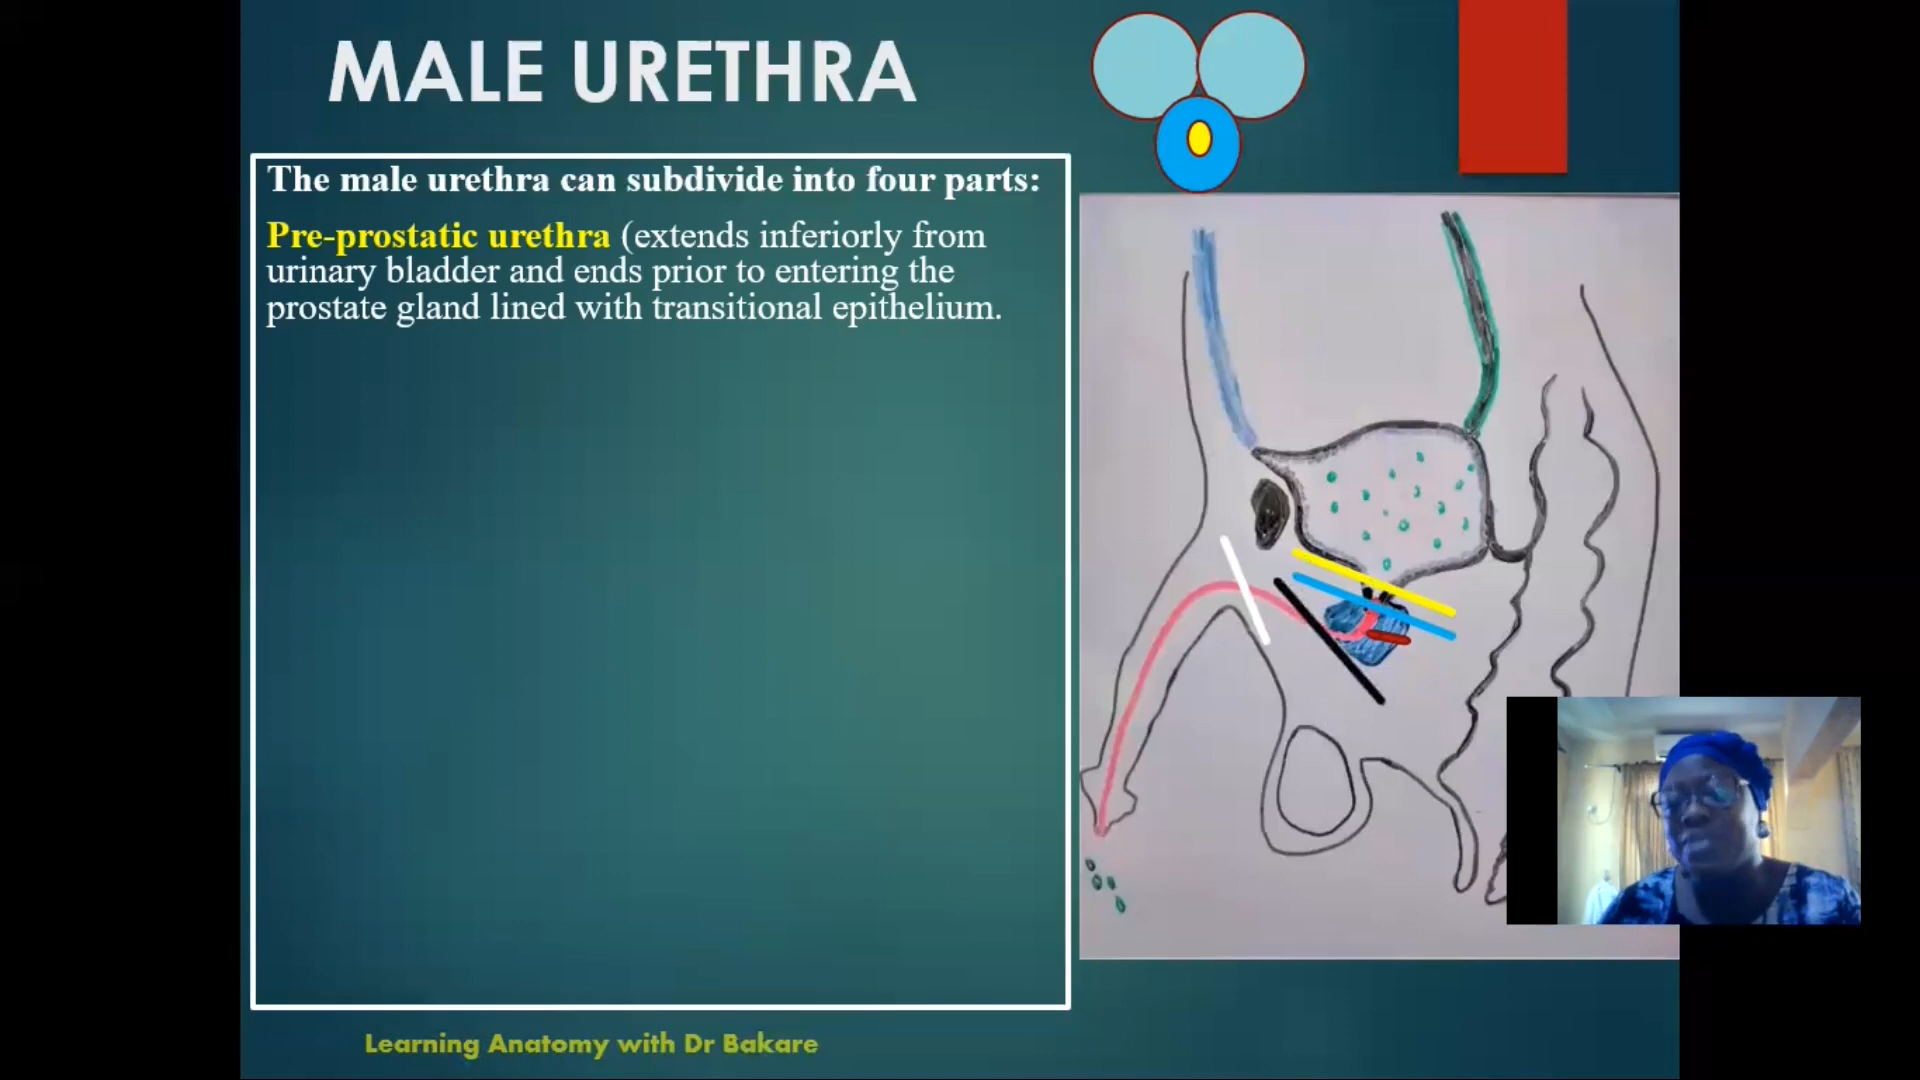 MALE URETHRA
The male urethra can subdivide into four parts:
Pre-prostatic urethra (extends inferiorly from
urinary bladder and ends prior to entering the
prostate gland lined with transitional epithelium.
Learning Anatomy with Dr Bakare